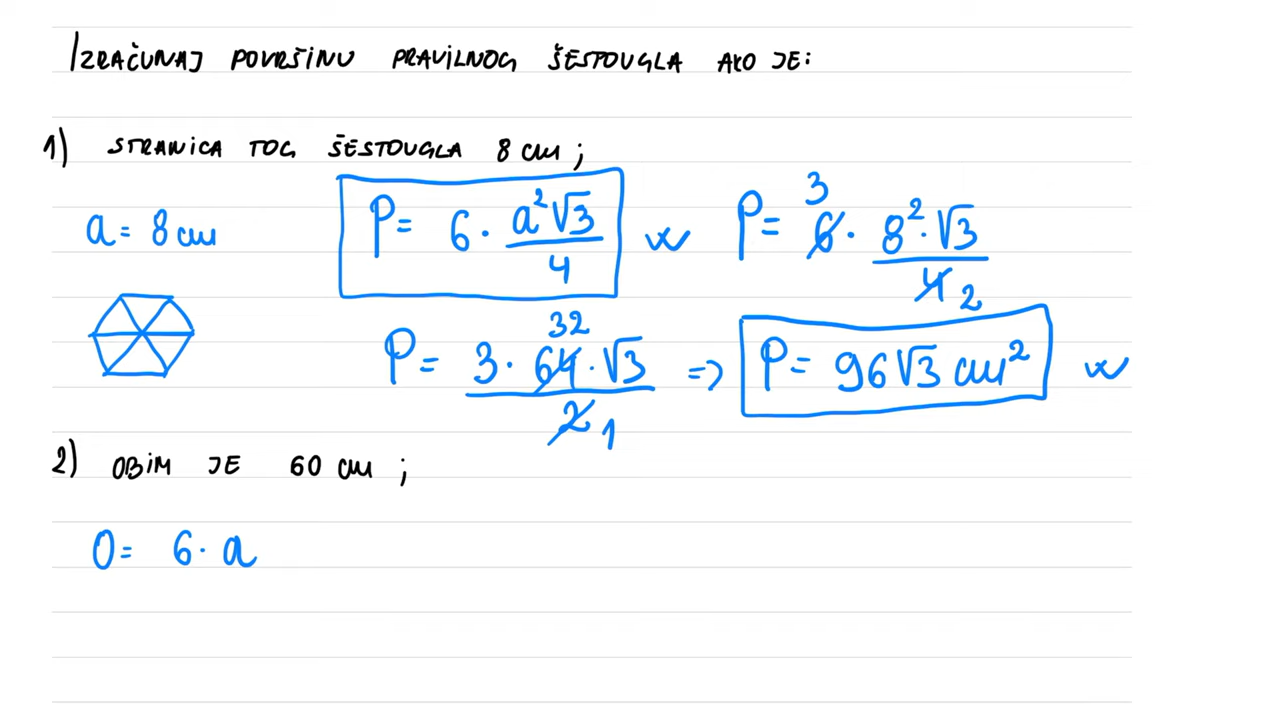 IZRAČUNAJ POVRŠINU PRAVILNOG ŠESTOUGLA AKO JE:
1) STRANICA TOG ŠESTOUGLA 8 cm ;
a = 8 cm P = 6 · a²√3/4 P = 6 3 · 8²·√3/4 2
P = 3 · 64 32 · √3/2 1 => P = 96√3 cm²
2) OBIM JE 60 cm ;
O = 6 · a